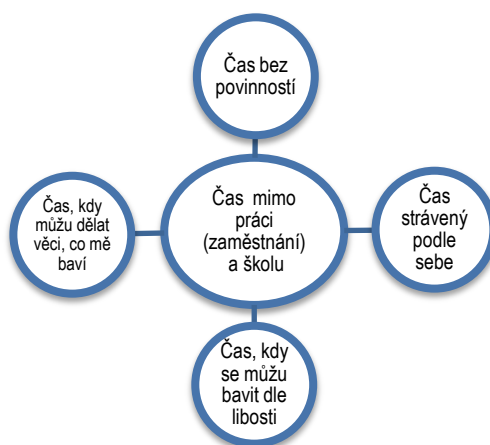 Čas bez
povinností
Čas, kdy
můžu dělat
věci, co mě
baví
Čas mimo
práci
(zaměstnání)
a školu
Čas
strávený
podle
sebe
Čas, kdy
se můžu
bavit dle
libosti